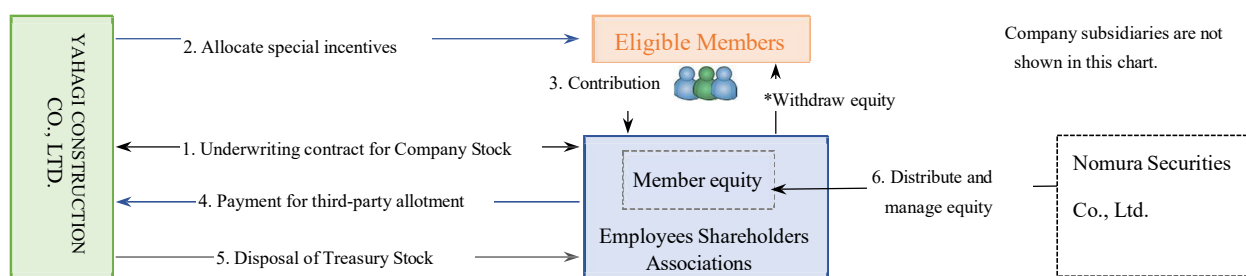 YAHAGI CONSTRUCTION
CO., LTD.
2. Allocate special incentives
Eligible Members
Company subsidiaries are not
shown in this chart.
3. Contribution
*Withdraw equity
1. Underwriting contract for Company Stock
Member equity
6. Distribute and
manage equity
Nomura Securities
Co., Ltd.
4. Payment for third-party allotment
Employees Shareholders
Associations
5. Disposal of Treasury Stock